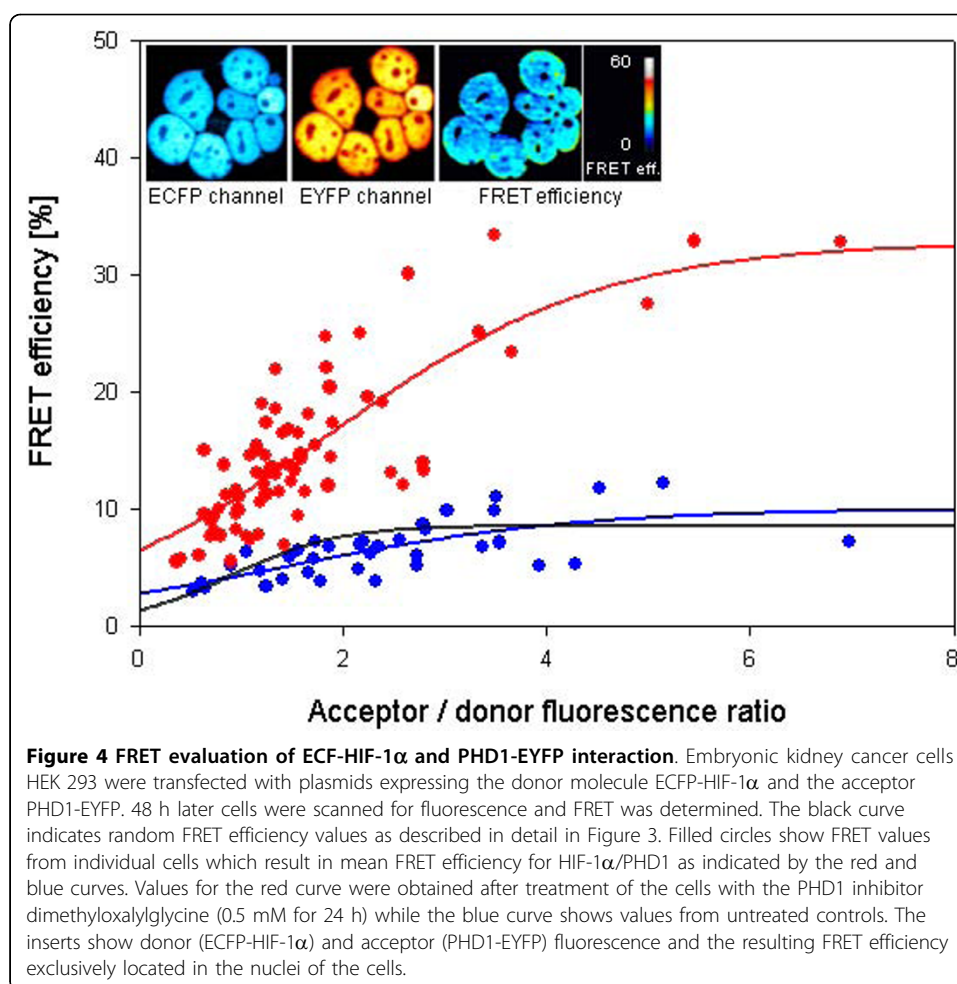 50
40
30
20
10
0
FRET efficiency [%]
60
0
FRET eff.
ECFP channel EYFP channel FRET efficiency
0 2 4 6 8
Acceptor / donor fluorescence ratio
Figure 4 FRET evaluation of ECF-HIF-1α and PHD1-EYFP interaction. Embryonic kidney cancer cells
HEK 293 were transfected with plasmids expressing the donor molecule ECFP-HIF-1α and the acceptor
PHD1-EYFP. 48 h later cells were scanned for fluorescence and FRET was determined. The black curve
indicates random FRET efficiency values as described in detail in Figure 3. Filled circles show FRET values
from individual cells which result in mean FRET efficiency for HIF-1α/PHD1 as indicated by the red and
blue curves. Values for the red curve were obtained after treatment of the cells with the PHD1 inhibitor
dimethyloxalylglycine (0.5 mM for 24 h) while the blue curve shows values from untreated controls. The
inserts show donor (ECFP-HIF-1α) and acceptor (PHD1-EYFP) fluorescence and the resulting FRET efficiency
exclusively located in the nuclei of the cells.